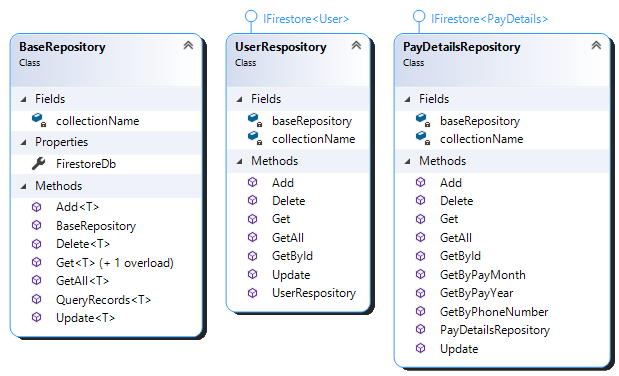 BaseRepository
Class
Fields
collectionName
Properties
FirestoreDb
Methods
Add<T>
BaseRepository
Delete<T>
Get<T> (+ 1 overload)
GetAll<T>
QueryRecords<T>
Update<T>
IFirestore<User>
UserRespository
Class
Fields
baseRepository
collectionName
Methods
Add
Delete
Get
GetAll
GetById
Update
UserRespository
IFirestore<PayDetails>
PayDetailsRepository
Class
Fields
baseRepository
collectionName
Methods
Add
Delete
Get
GetAll
GetById
GetByPayMonth
GetByPayYear
GetByPhoneNumber
PayDetailsRepository
Update